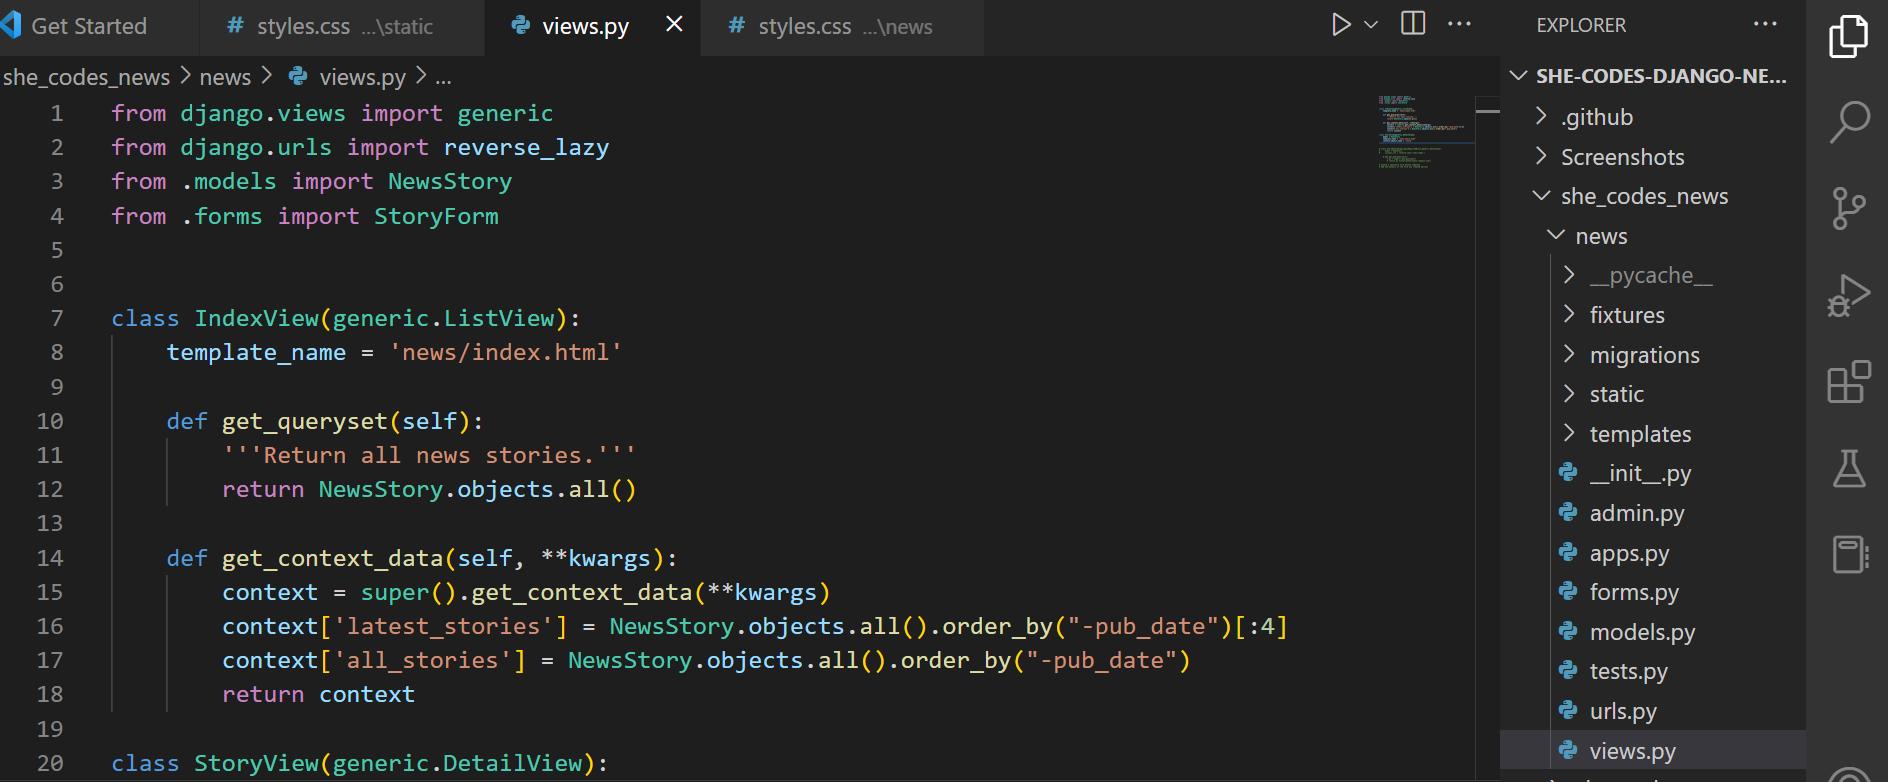 Get Started
# styles.css ...\static
views.py
# styles.css ...\news
she_codes_news > news > views.py > ...
1 from django.views import generic
2 from django.urls import reverse_lazy
3 from .models import NewsStory
4 from .forms import StoryForm
5
6
7 class IndexView(generic.ListView):
8 template_name = 'news/index.html'
9
10 def get_queryset(self):
11 '''Return all news stories.'''
12 return NewsStory.objects.all()
13
14 def get_context_data(self, **kwargs):
15 context = super().get_context_data(**kwargs)
16 context['latest_stories'] = NewsStory.objects.all().order_by("-pub_date")[:4]
17 context['all_stories'] = NewsStory.objects.all().order_by("-pub_date")
18 return context
19
20 class StoryView(generic.DetailView):
EXPLORER
SHE-CODES-DJANGO-NE...
.github
Screenshots
she_codes_news
news
__pycache__
fixtures
migrations
static
templates
__init__.py
admin.py
apps.py
forms.py
models.py
tests.py
urls.py
views.py